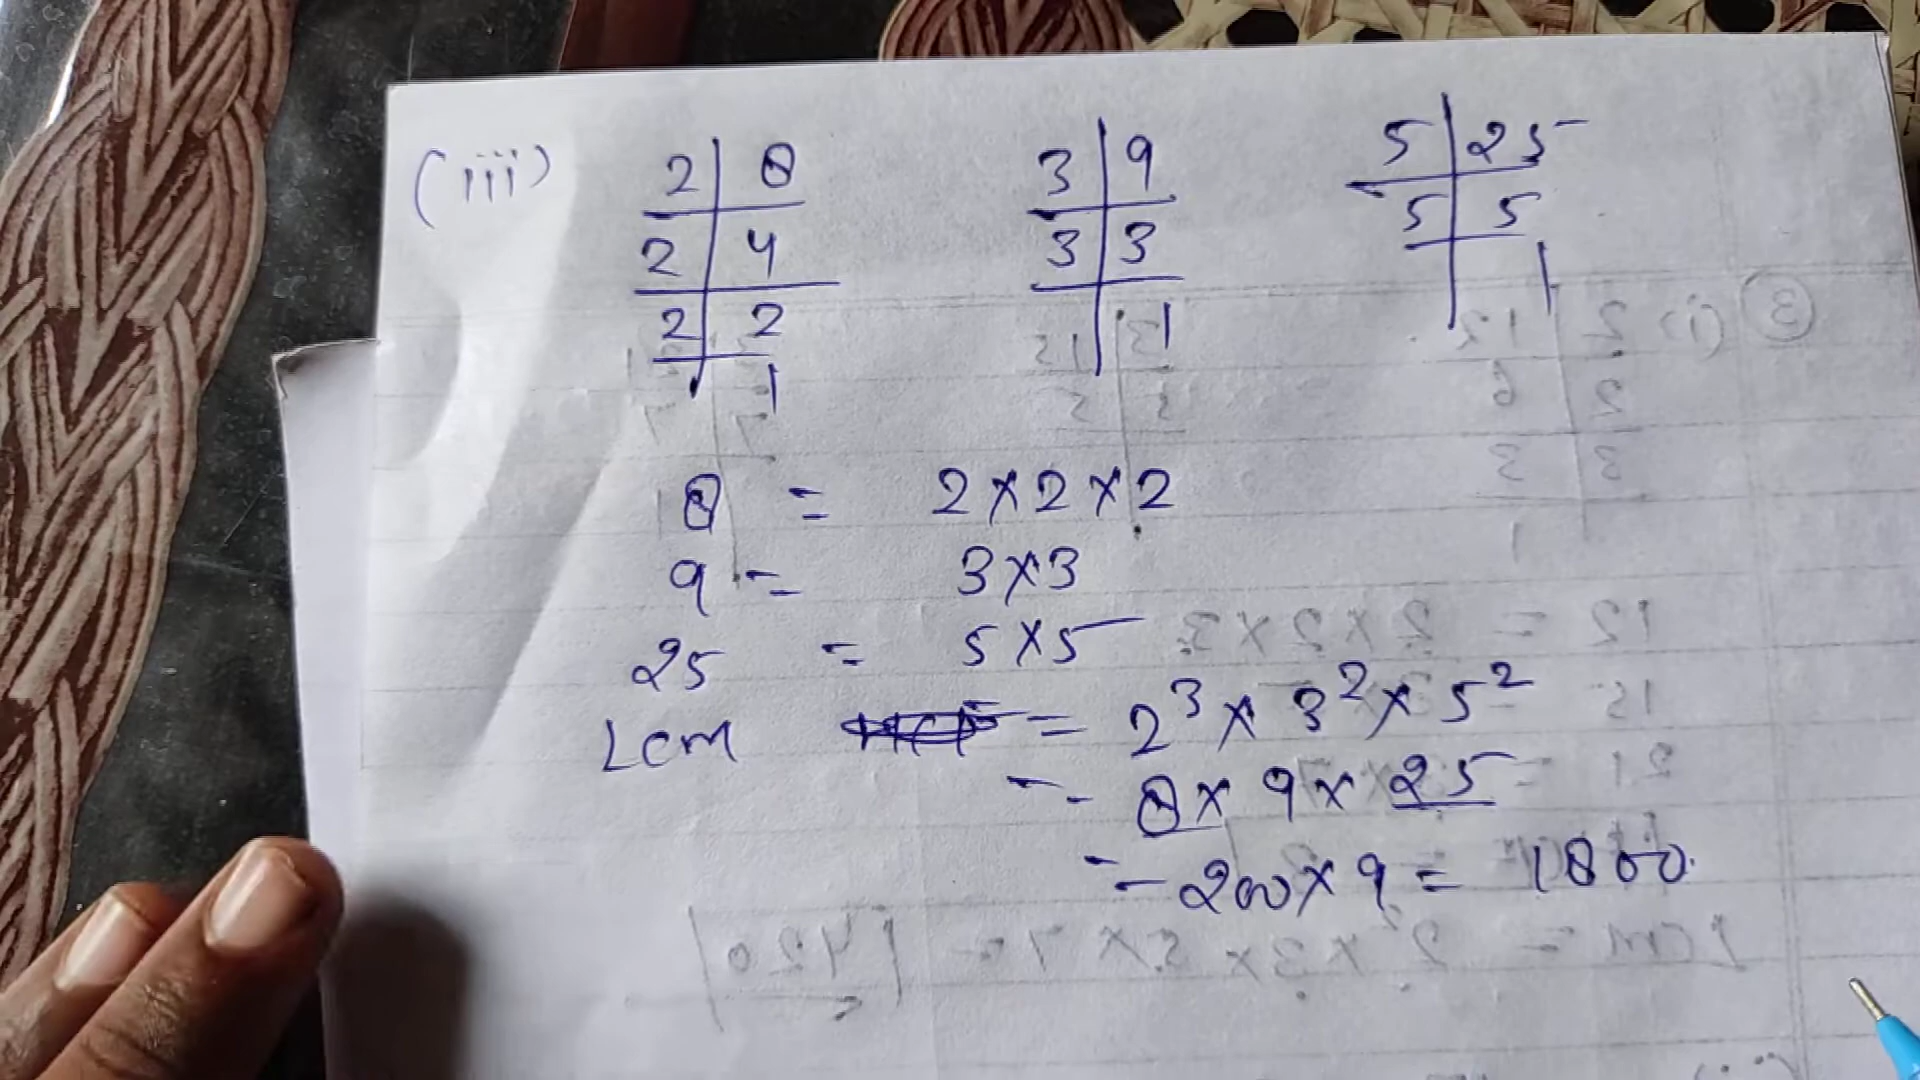 (iii) 2 | 8   3 | 9   5 | 25
2 | 4   3 | 3   5 | 5
2 | 2   1   1
1
8 = 2 × 2 × 2
9 = 3 × 3
25 = 5 × 5
LCM = 2³ × 3² × 5²
= 8 × 9 × 25
= 200 × 9 = 1800